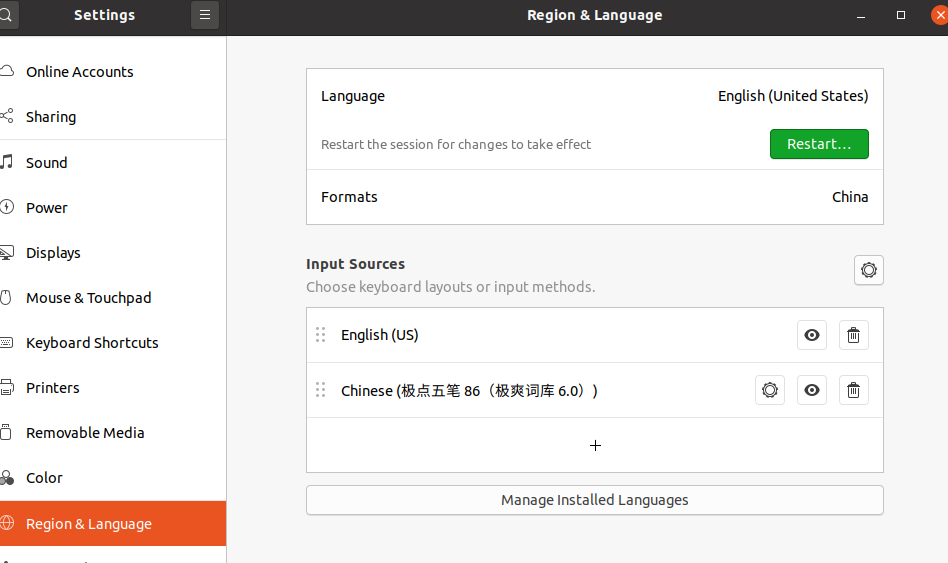 Settings
Region & Language
Online Accounts
Sharing
Sound
Power
Displays
Mouse & Touchpad
Keyboard Shortcuts
Printers
Removable Media
Color
Region & Language
Language
English (United States)
Restart the session for changes to take effect
Restart…
Formats
China
Input Sources
Choose keyboard layouts or input methods.
English (US)
Chinese (极点五笔 86（极爽词库 6.0）)
Manage Installed Languages